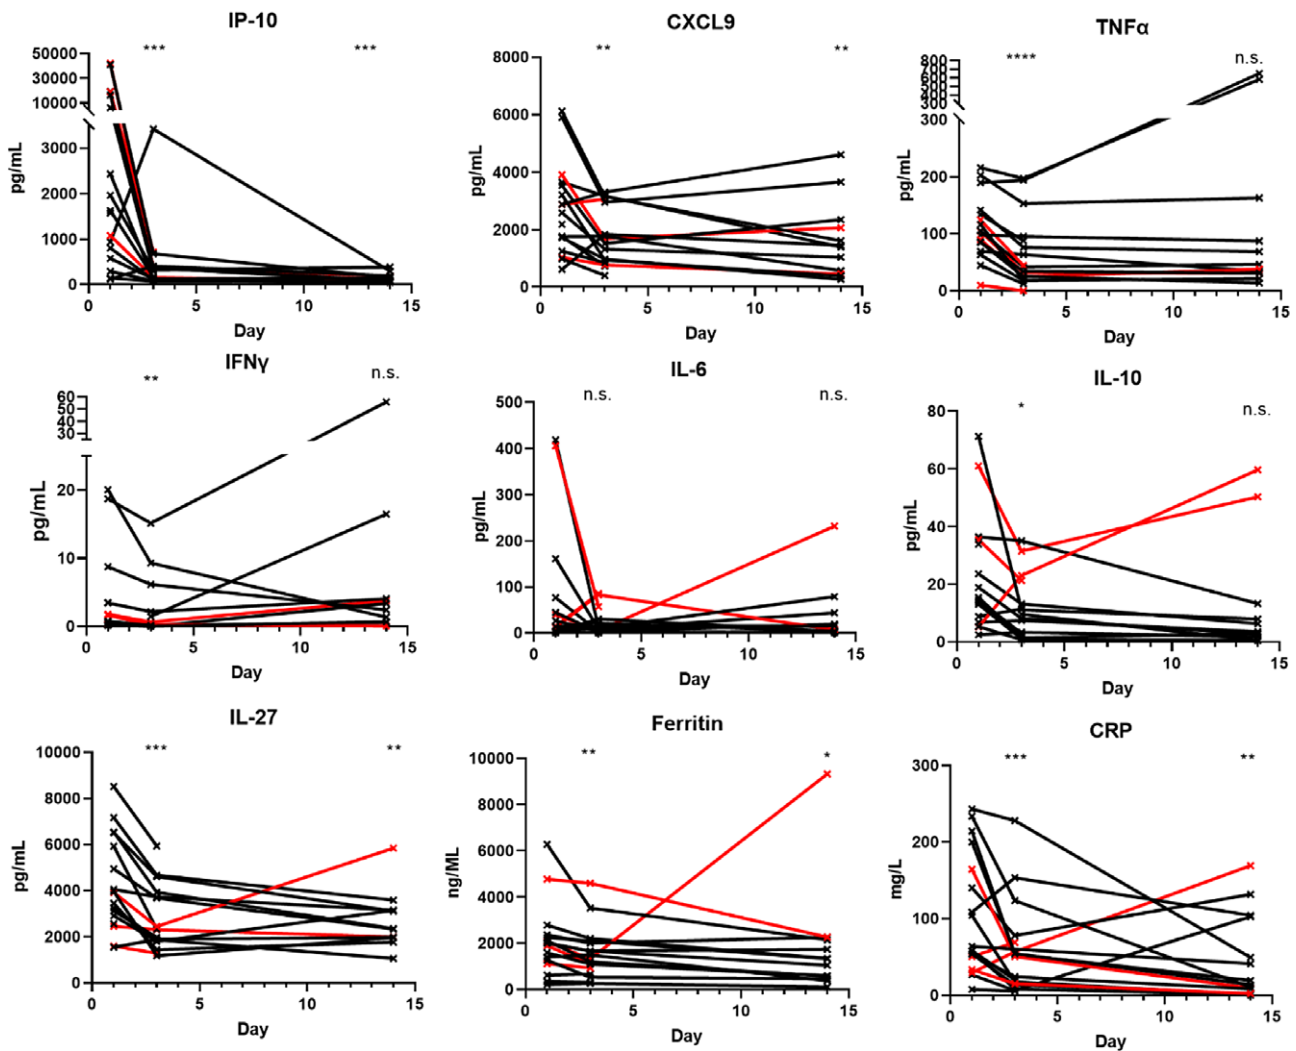 IP-10
*** ***
50000
30000
10000
3000
2000
1000
0
pg/mL
0 5 10 15
Day
CXCL9
** **
8000
6000
4000
2000
0
pg/mL
0 5 10 15
Day
TNFα
**** n.s.
800
700
600
500
400
300
300
200
100
0
pg/mL
0 5 10 15
Day
IFNγ
** n.s.
60
50
40
30
20
10
0
pg/mL
0 5 10 15
Day
IL-6
n.s. n.s.
500
400
300
200
100
0
pg/mL
0 5 10 15
Day
IL-10
* n.s.
80
60
40
20
0
pg/mL
0 5 10 15
Day
IL-27
*** **
10000
8000
6000
4000
2000
0
pg/mL
0 5 10 15
Day
Ferritin
** *
10000
8000
6000
4000
2000
0
ng/ML
0 5 10 15
Day
CRP
*** **
300
200
100
0
mg/L
0 5 10 15
Day